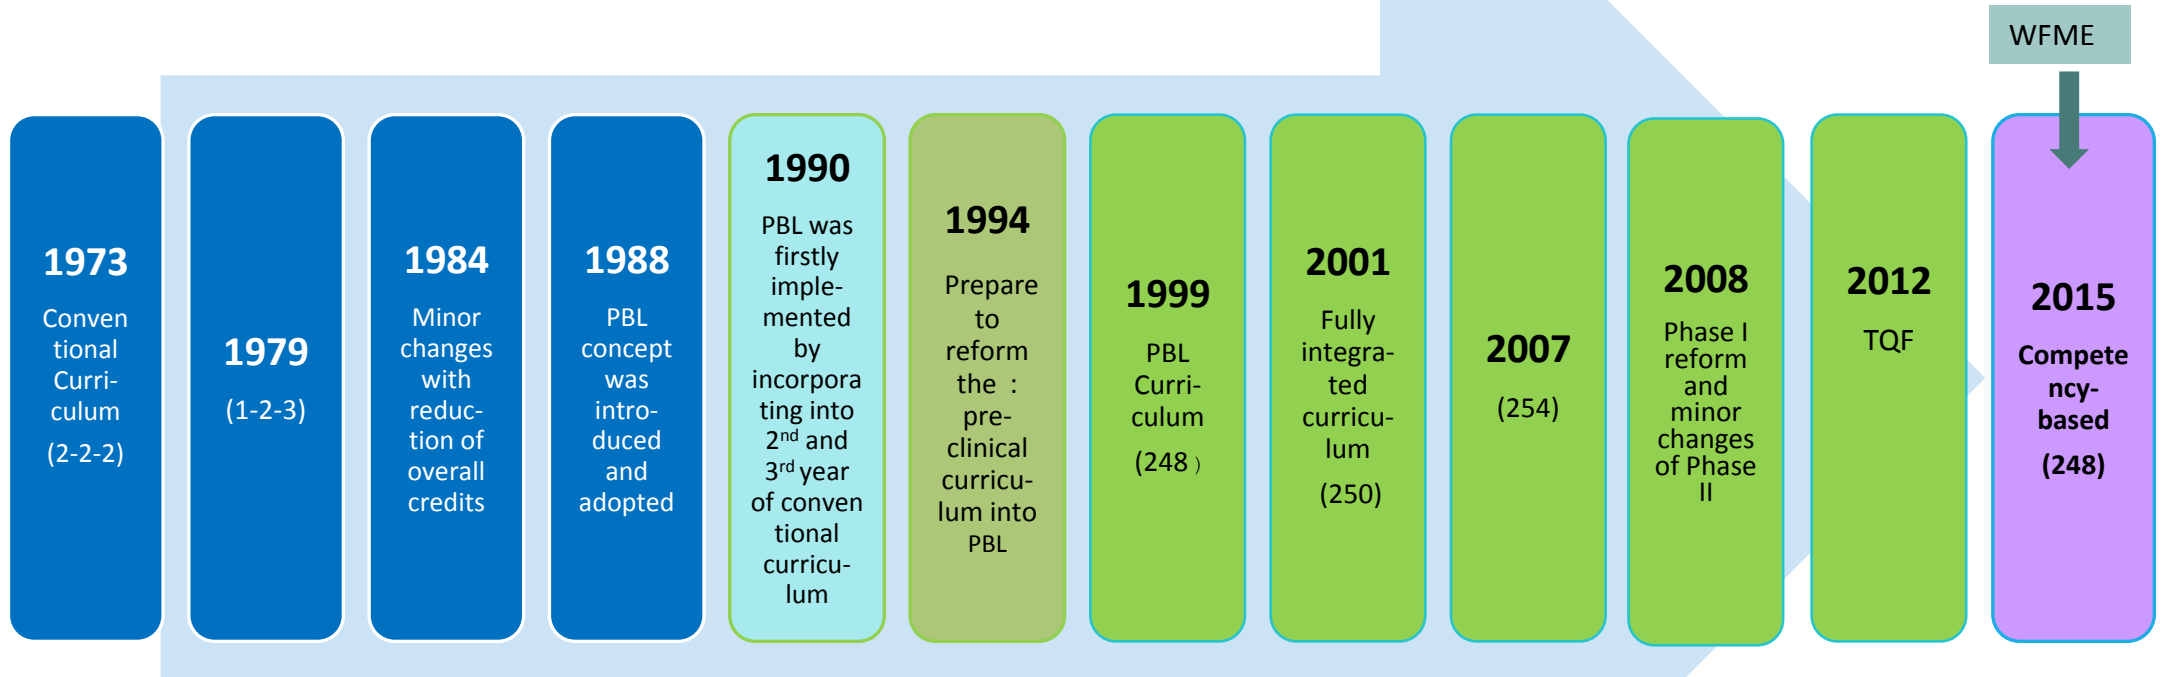 WFME
1973
Conven
tional
Curri-
culum
(2-2-2)
1979
(1-2-3)
1984
Minor
changes
with
reduc-
tion of
overall
credits
1988
PBL
concept
was
intro-
duced
and
adopted
1990
PBL was
firstly
imple-
mented
by
incorpora
ting into
2nd and
3rd year
of conven
tional
curricu-
lum
1994
Prepare
to
reform
the :
pre-
clinical
curricu-
lum into
PBL
1999
PBL
Curri-
culum
(248 )
2001
Fully
integra-
ted
curricu-
lum
(250)
2007
(254)
2008
Phase I
reform
and
minor
changes
of Phase
II
2012
TQF
2015
Compete
ncy-
based
(248)